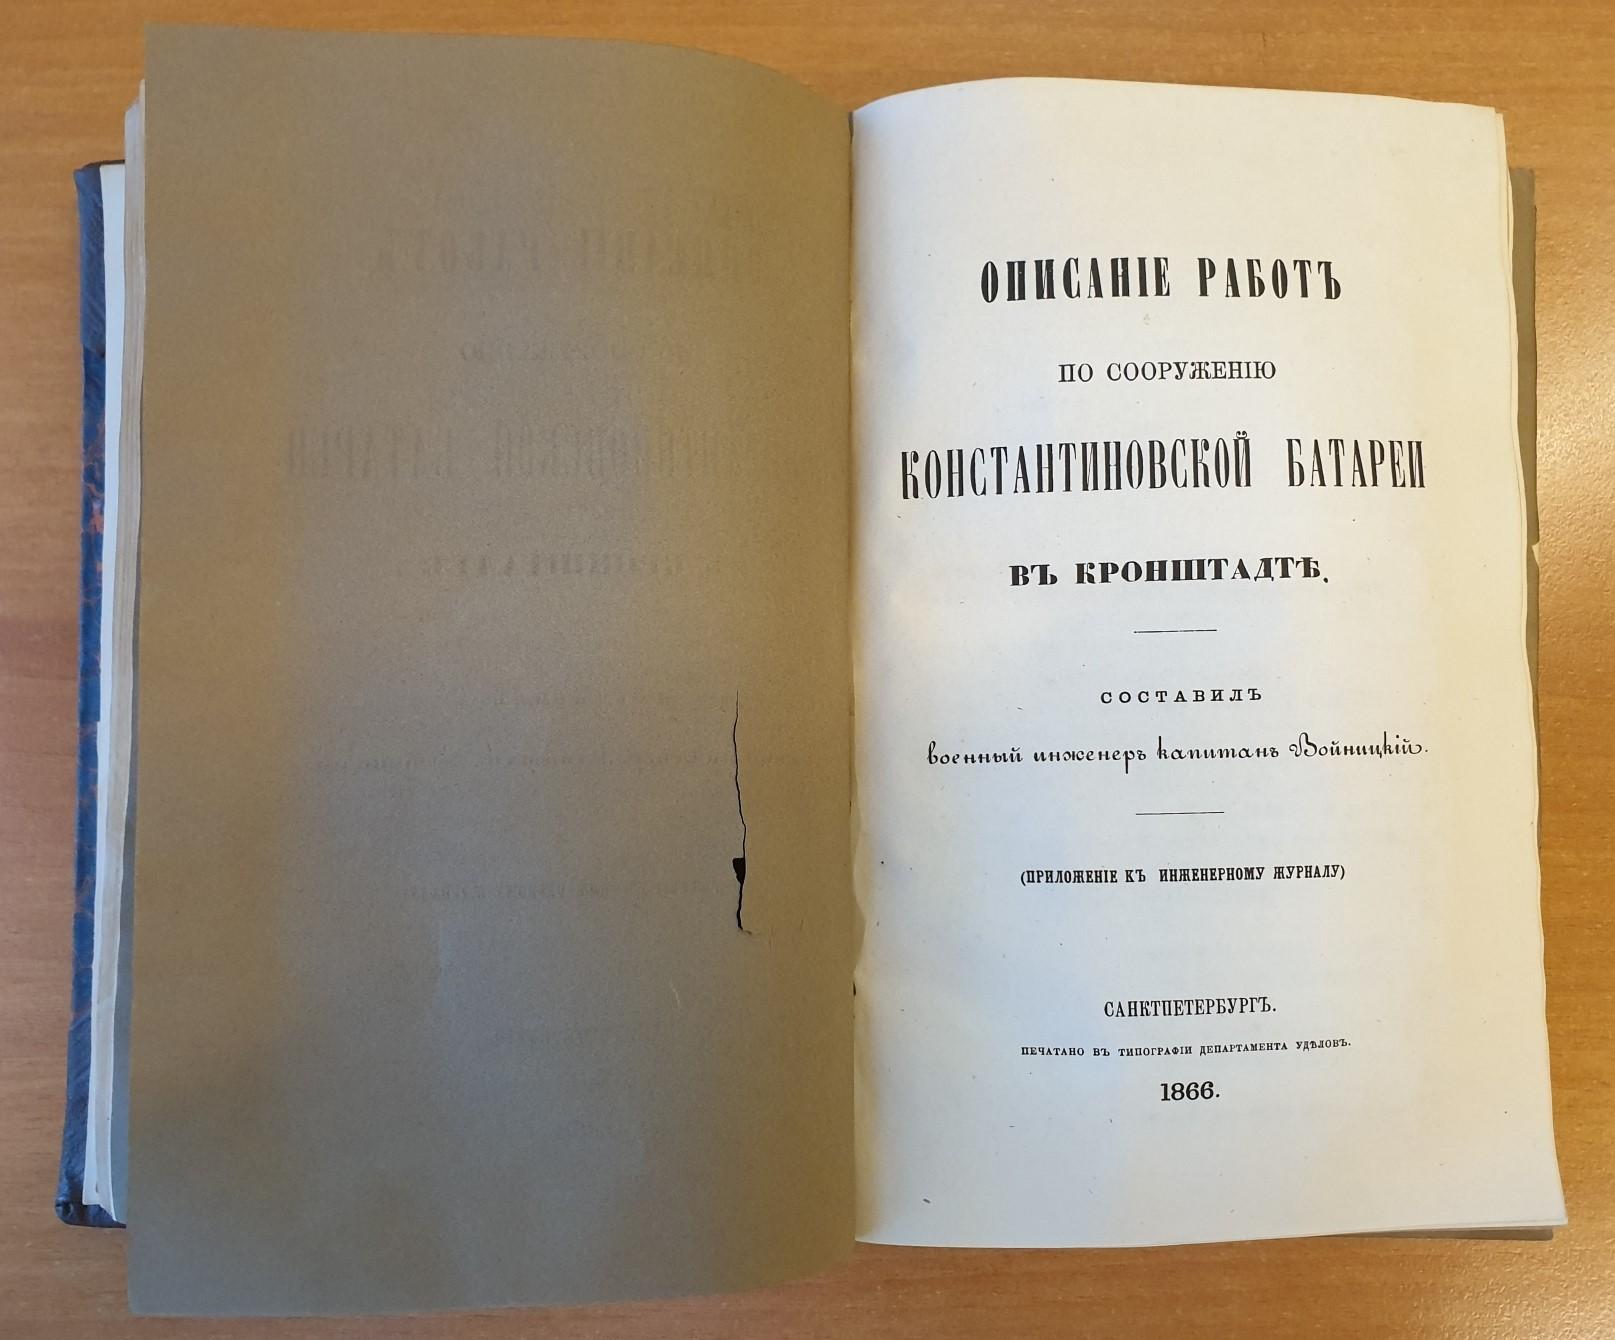 ОПИСАНІЕ РАБОТЪ
ПО СООРУЖЕНІЮ
КОНСТАНТИНОВСКОЙ БАТАРЕИ
ВЪ КРОНШТАДТѢ.
СОСТАВИЛЪ
военный инженеръ капитанъ Войницкій.
(ПРИЛОЖЕНІЕ КЪ ИНЖЕНЕРНОМУ ЖУРНАЛУ)
САНКТПЕТЕРБУРГЪ.
ПЕЧАТАНО ВЪ ТИПОГРАФІИ ДЕПАРТАМЕНТА УДѢЛОВЪ.
1866.